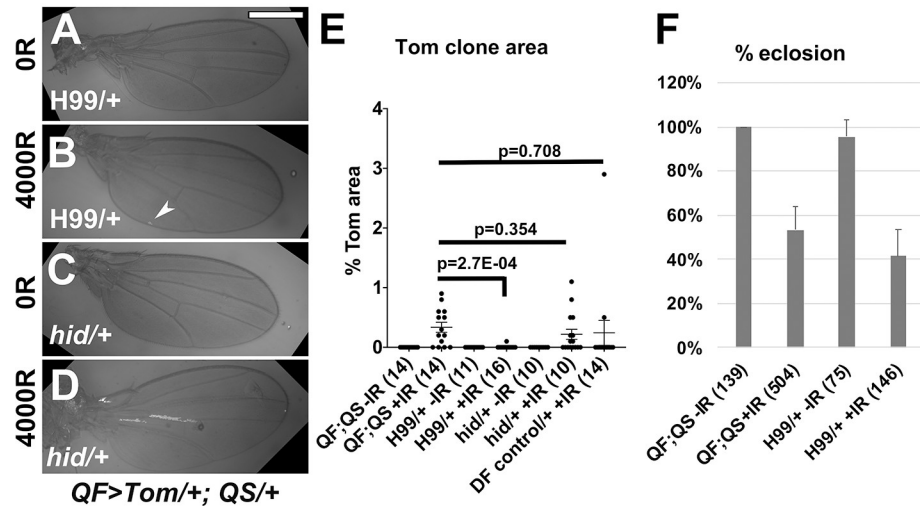 A
0R
H99/+
B
4000R
H99/+
C
0R
hid/+
D
4000R
hid/+
QF>Tom/+; QS/+
E
Tom clone area
% Tom area
4
3
2
1
0
p=0.708
p=0.354
p=2.7E-04
QF;QS-IR (14)
QF;QS +IR (14)
H99/+ -IR (11)
H99/+ +IR (16)
hid/+ -IR (10)
hid/+ +IR (10)
DF control/+ +IR (14)
F
% eclosion
120%
100%
80%
60%
40%
20%
0%
QF;QS -IR (139)
QF;QS+IR (504)
H99/+ -IR (75)
H99/+ +IR (146)